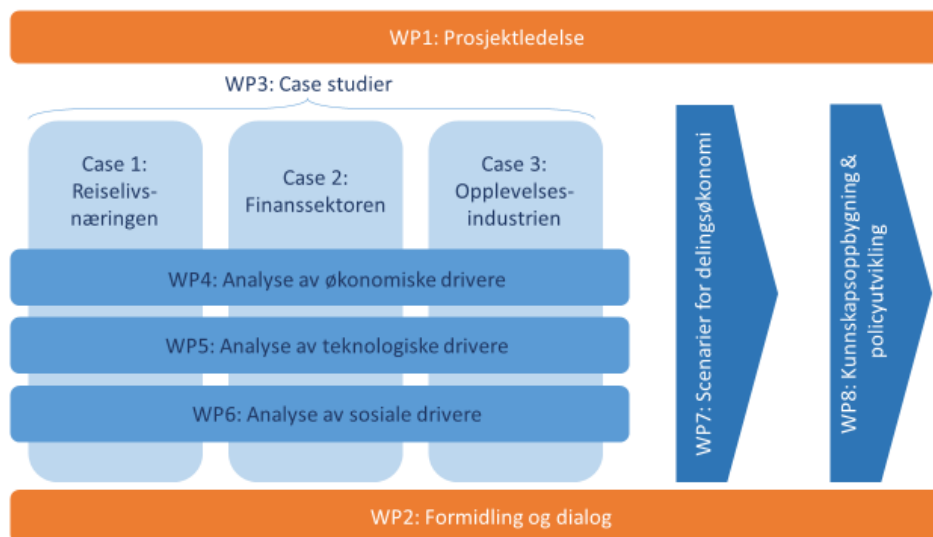 WP1: Prosjektledelse
WP3: Case studier
Case 1:
Reiselivs-
næringen
Case 2:
Finanssektoren
Case 3:
Opplevelses-
industrien
WP4: Analyse av økonomiske drivere
WP5: Analyse av teknologiske drivere
WP6: Analyse av sosiale drivere
WP7: Scenarier for delingsøkonomi
WP8: Kunnskapsoppbygning &
policyutvikling
WP2: Formidling og dialog